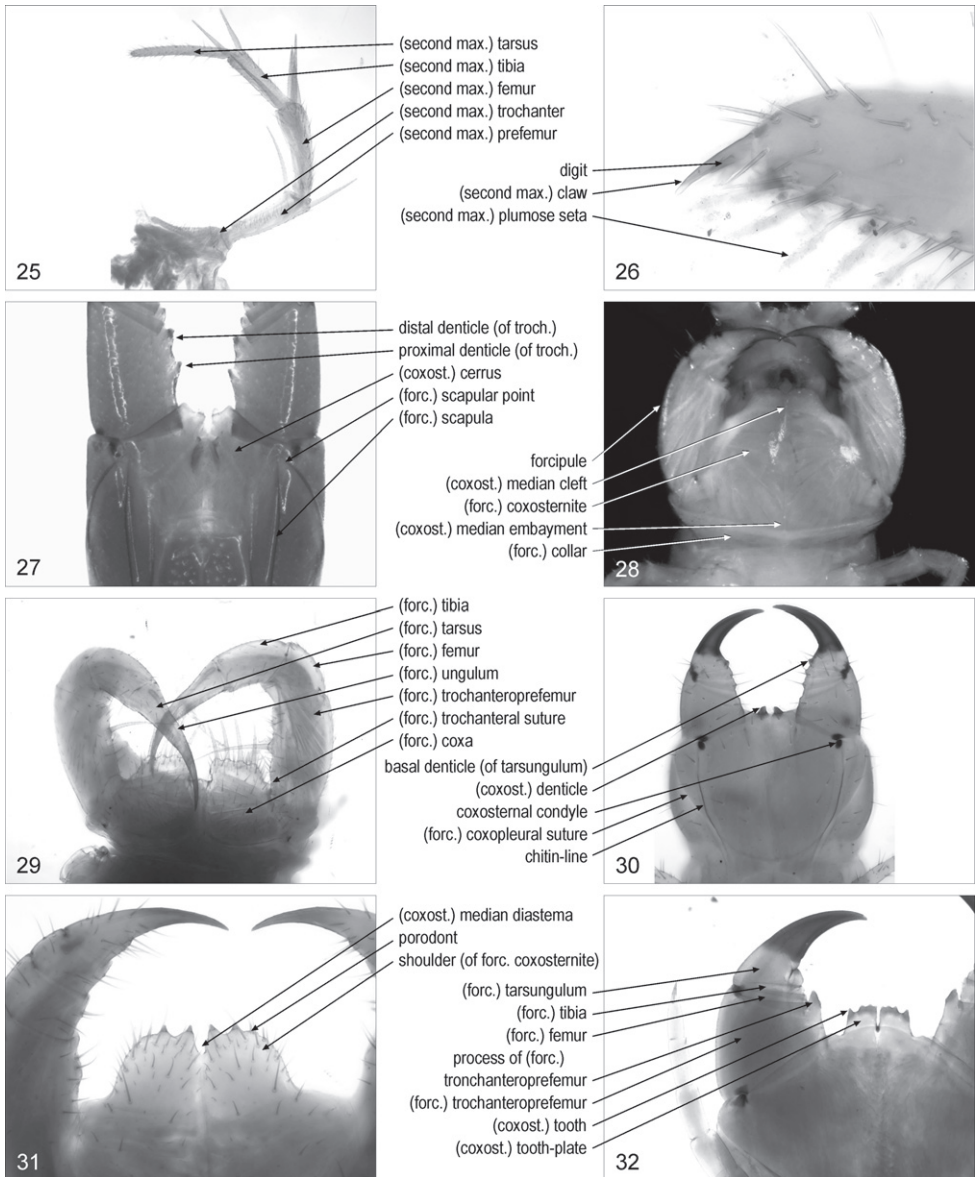 (second max.) tarsus
(second max.) tibia
(second max.) femur
(second max.) trochanter
(second max.) prefemur
digit
(second max.) claw
(second max.) plumose seta
25
26
distal denticle (of troch.)
proximal denticle (of troch.)
(coxost.) cerrus
(forc.) scapular point
(forc.) scapula
forcipule
(coxost.) median cleft
(forc.) coxosternite
(coxost.) median embayment
(forc.) collar
27
28
(forc.) tibia
(forc.) tarsus
(forc.) femur
(forc.) ungulum
(forc.) trochanteroprefemur
(forc.) trochanteral suture
(forc.) coxa
basal denticle (of tarsungulum)
(coxost.) denticle
coxosternal condyle
(forc.) coxopleural suture
chitin-line
29
30
(coxost.) median diastema
porodont
shoulder (of forc. coxosternite)
(forc.) tarsungulum
(forc.) tibia
(forc.) femur
process of (forc.)
tronchanteroprefemur
(forc.) trochanteroprefemur
(coxost.) tooth
(coxost.) tooth-plate
31
32